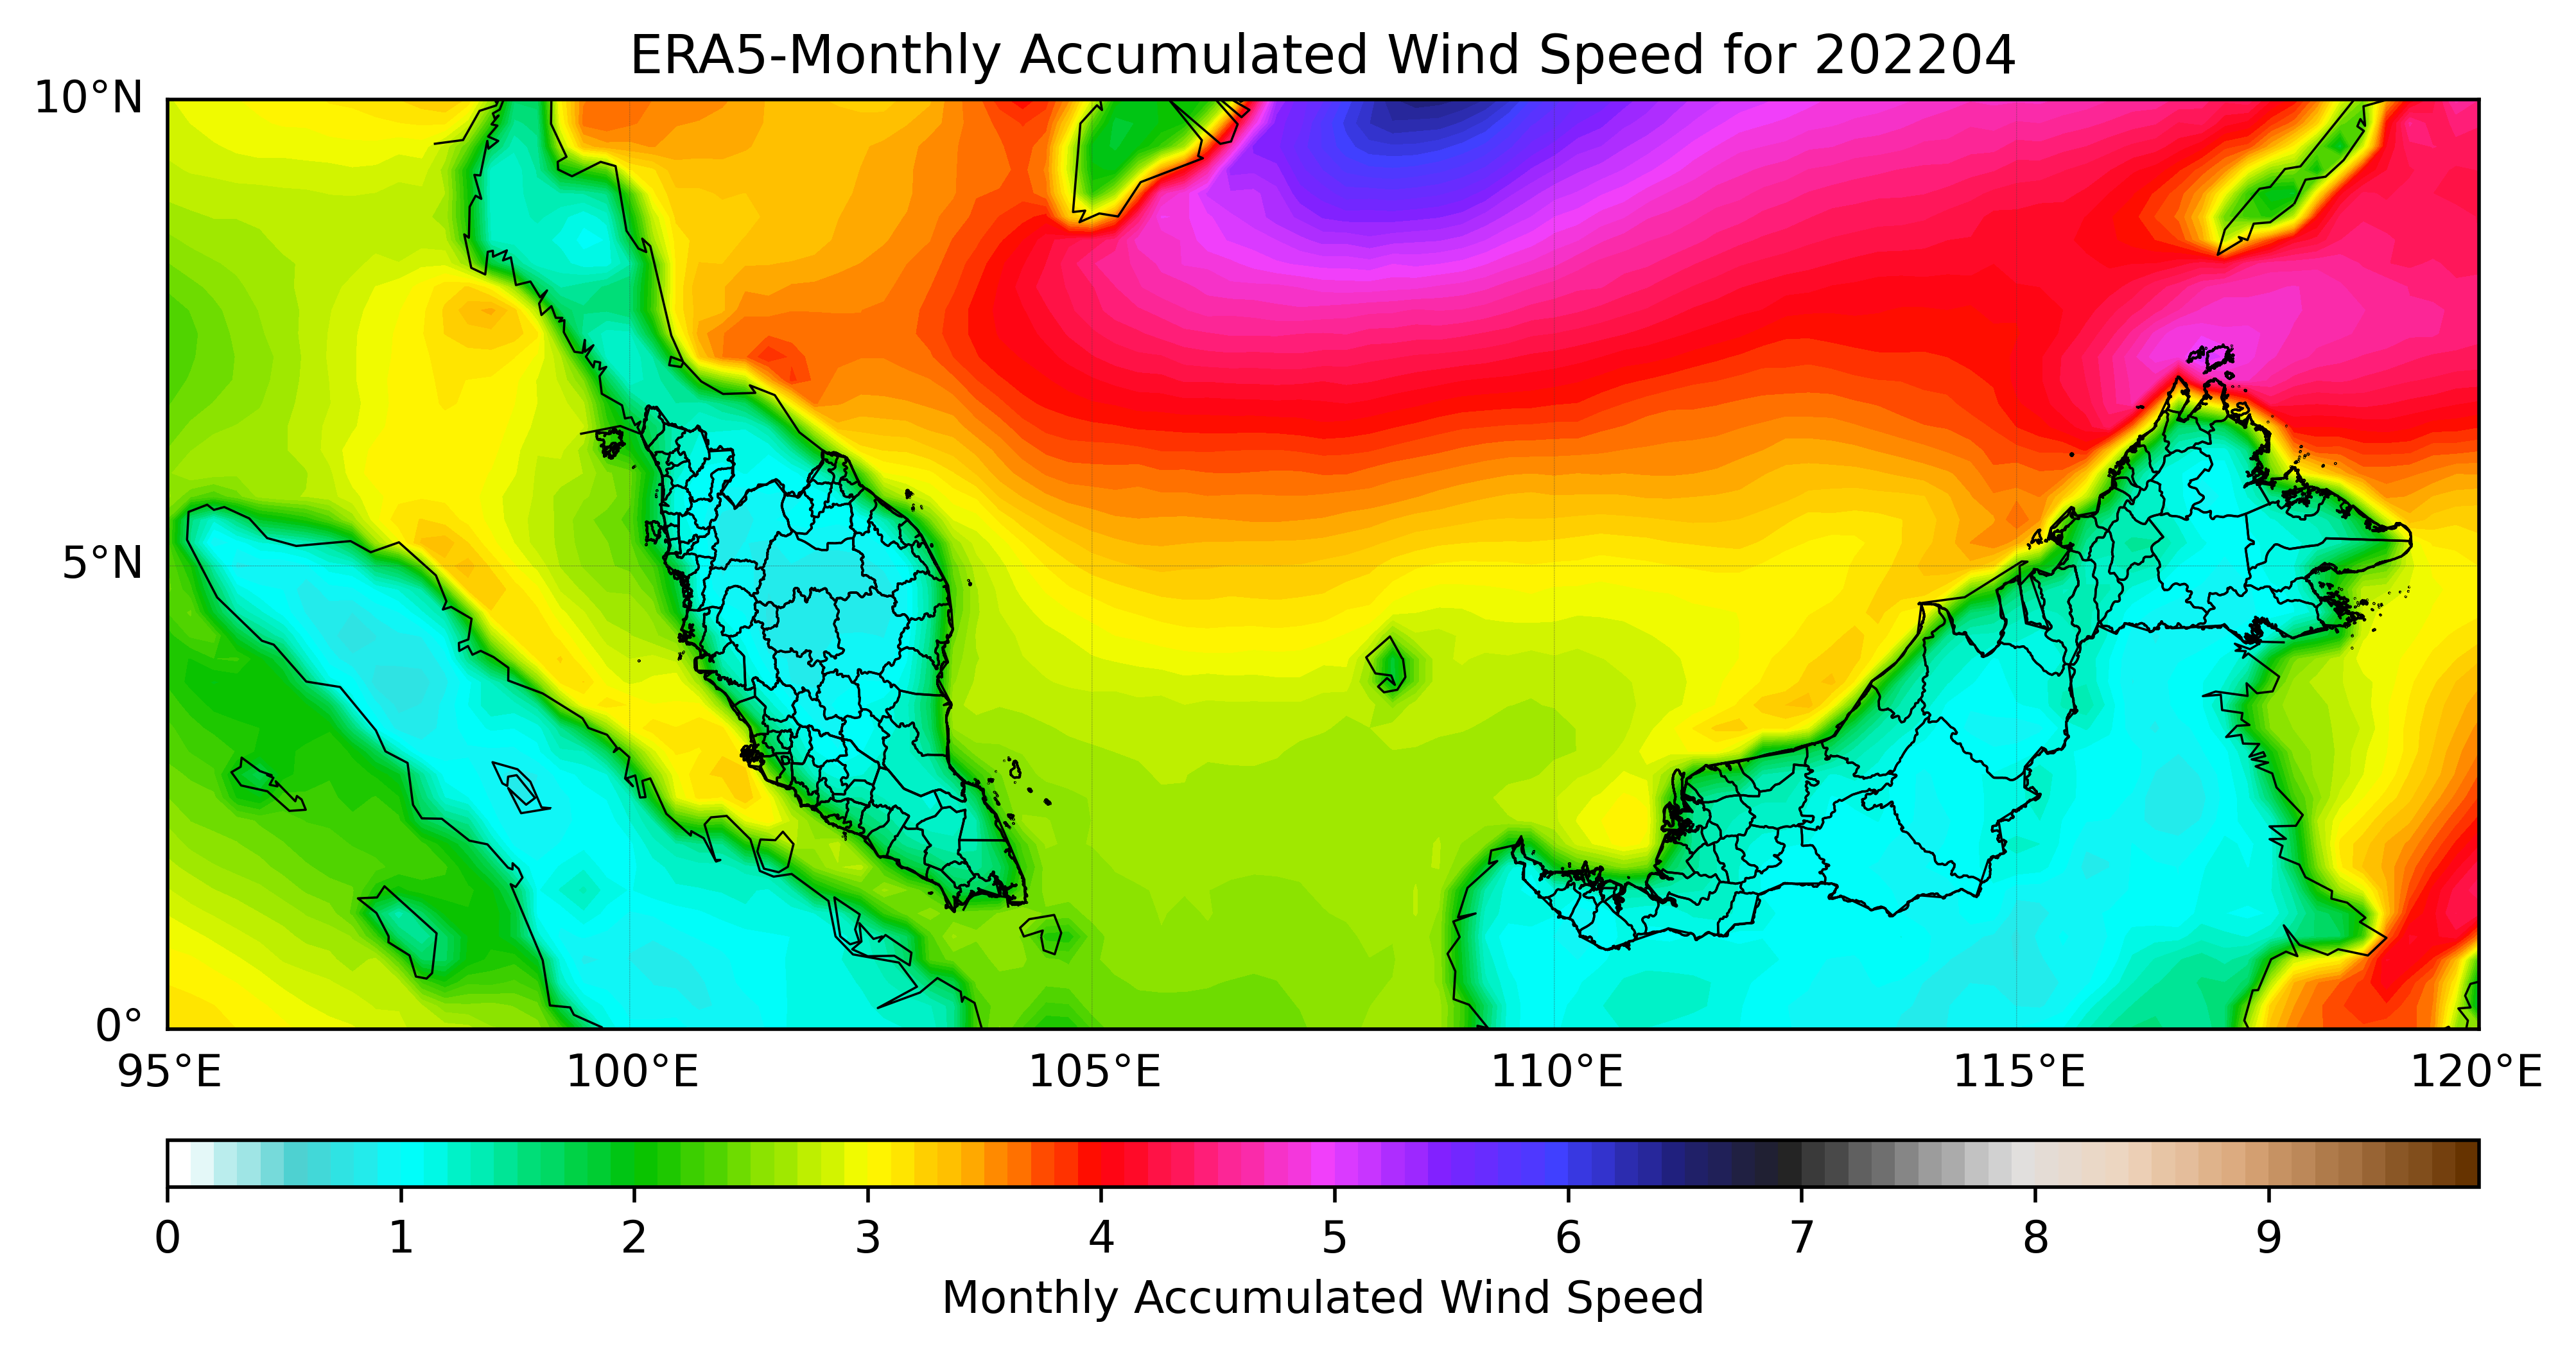 ERA5-Monthly Accumulated Wind Speed for 202204
10°N
5°N
0°
95°E 100°E 105°E 110°E 115°E 120°E
0 1 2 3 4 5 6 7 8 9
Monthly Accumulated Wind Speed